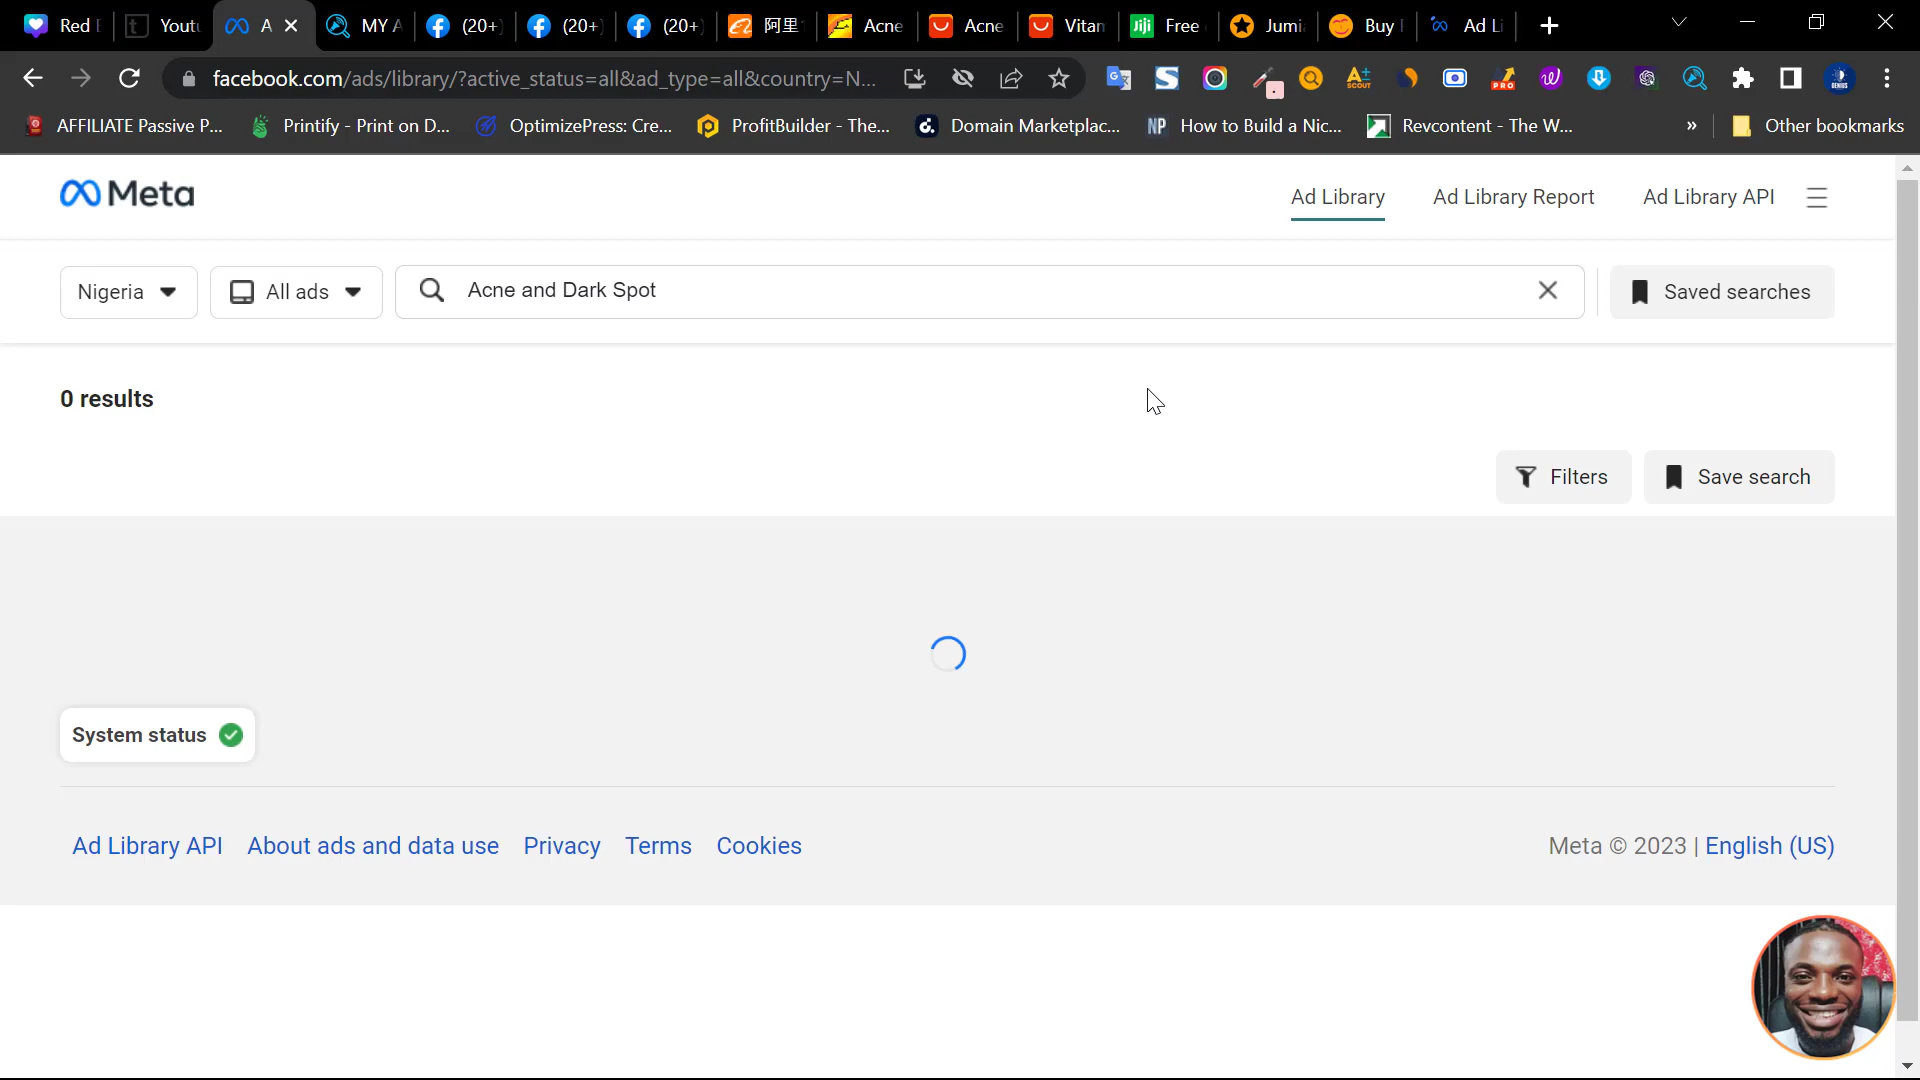 Red
Yout
A
MY A
(20+)
(20+)
(20+)
阿里
Acne
Acne
Vitan
Jiji
Free
Jumi
Buy
Ad Li
facebook.com/ads/library/?active_status=all&ad_type=all&country=N...
AFFILIATE Passive P...
Printify - Print on D...
OptimizePress: Cre...
ProfitBuilder - The...
Domain Marketplac...
NP
How to Build a Nic...
Revcontent - The W...
»
Other bookmarks
Meta
Ad Library
Ad Library Report
Ad Library API
Nigeria
All ads
Acne and Dark Spot
Saved searches
0 results
Filters
Save search
System status
Ad Library API
About ads and data use
Privacy
Terms
Cookies
Meta © 2023 | English (US)